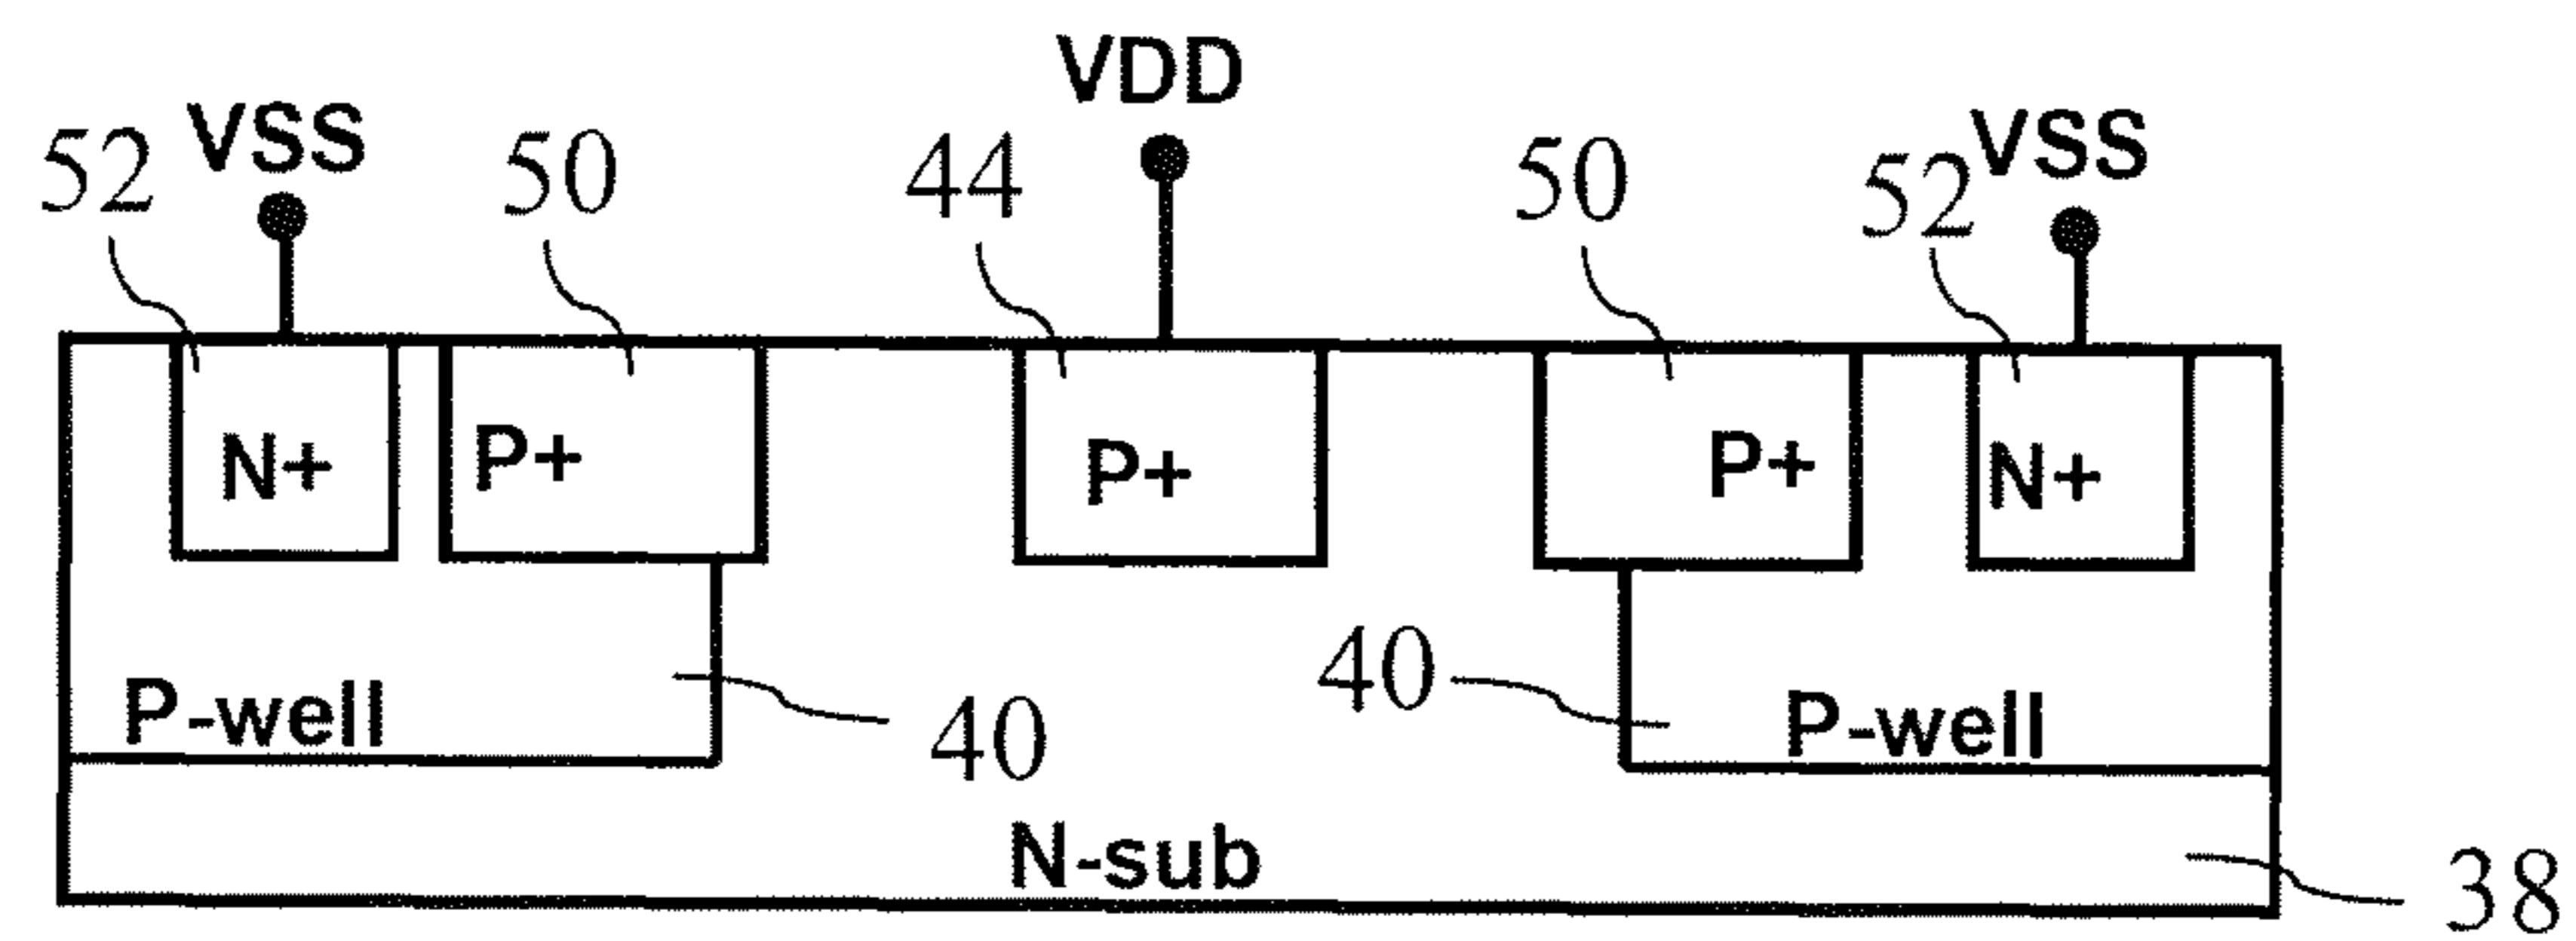 VDD
52 VSS 50 44 50 52 VSS
N+ P+ P+ P+ N+
P-well 40 40 P-well
N-sub 38